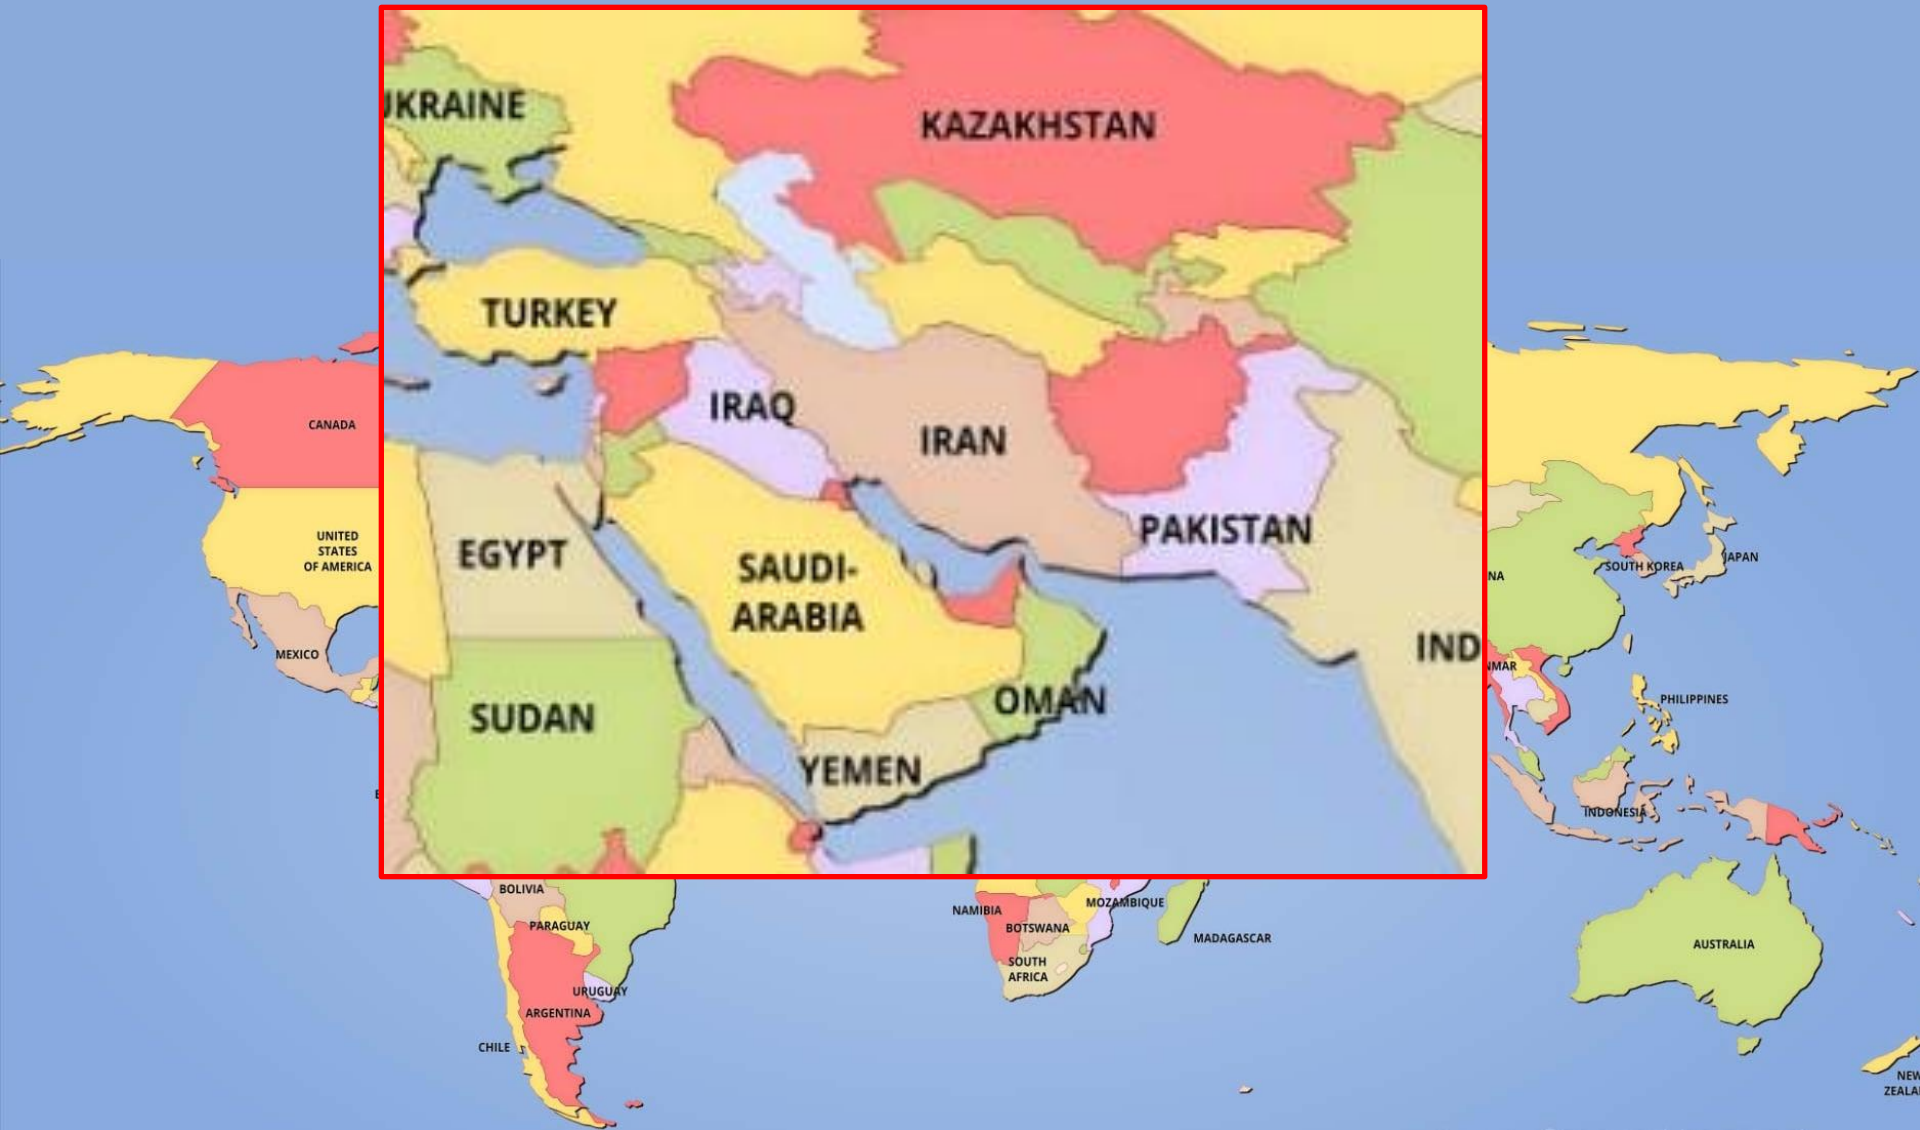 UKRAINE
KAZAKHSTAN
TURKEY
IRAQ
IRAN
PAKISTAN
EGYPT
SAUDI-
ARABIA
IND
SUDAN
OMAN
YEMEN
CANADA
UNITED
STATES
OF AMERICA
MEXICO
NA
SOUTH KOREA
JAPAN
NMAR
PHILIPPINES
INDONESIA
BOLIVIA
PARAGUAY
URUGUAY
ARGENTINA
CHILE
NAMIBIA
BOTSWANA
MOZAMBIQUE
SOUTH
AFRICA
MADAGASCAR
AUSTRALIA
NEW
ZEALA